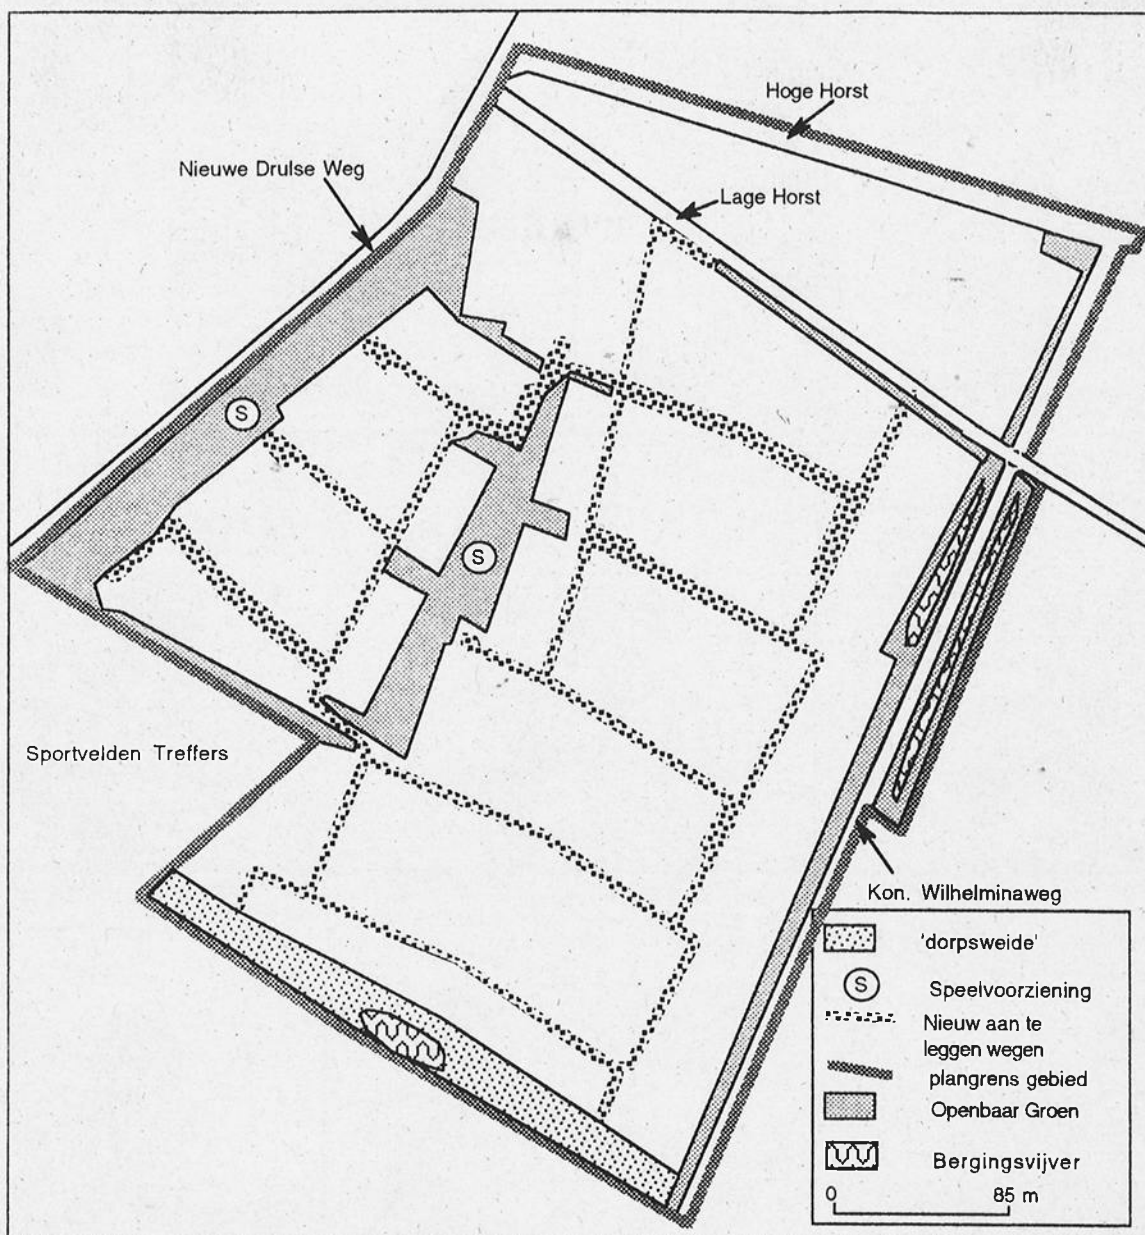 Hoge Horst
Nieuwe Drulse Weg
Lage Horst
S
S
Sportvelden Treffers
Kon. Wilhelminaweg
'dorpsweide'
S Speelvoorziening
Nieuw aan te
leggen wegen
plangrens gebied
Openbaar Groen
Bergingsvijver
0 85 m